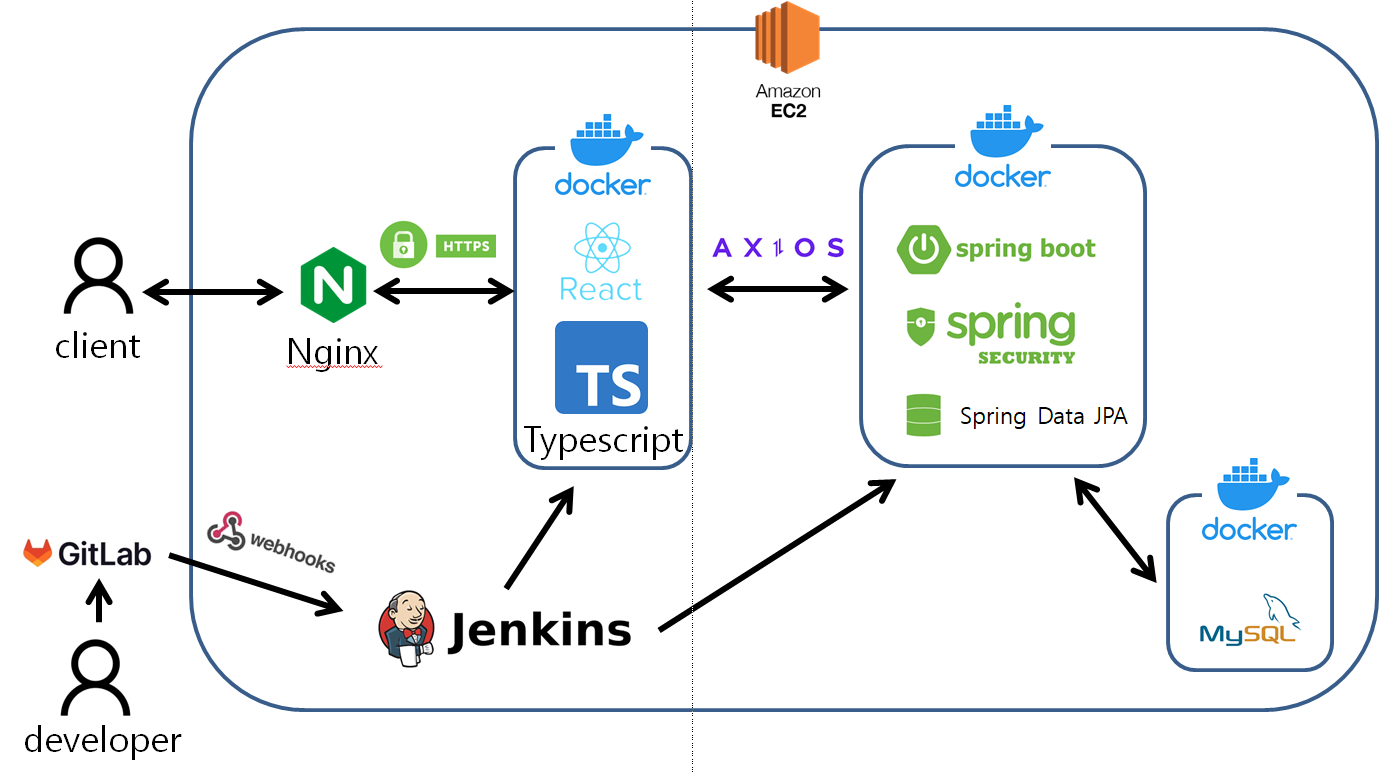 Amazon
EC2
docker
docker
HTTPS
React
TS
Typescript
AXIOS
spring boot
spring
SECURITY
Spring Data JPA
client
Nginx
docker
MySQL
webhooks
GitLab
Jenkins
developer